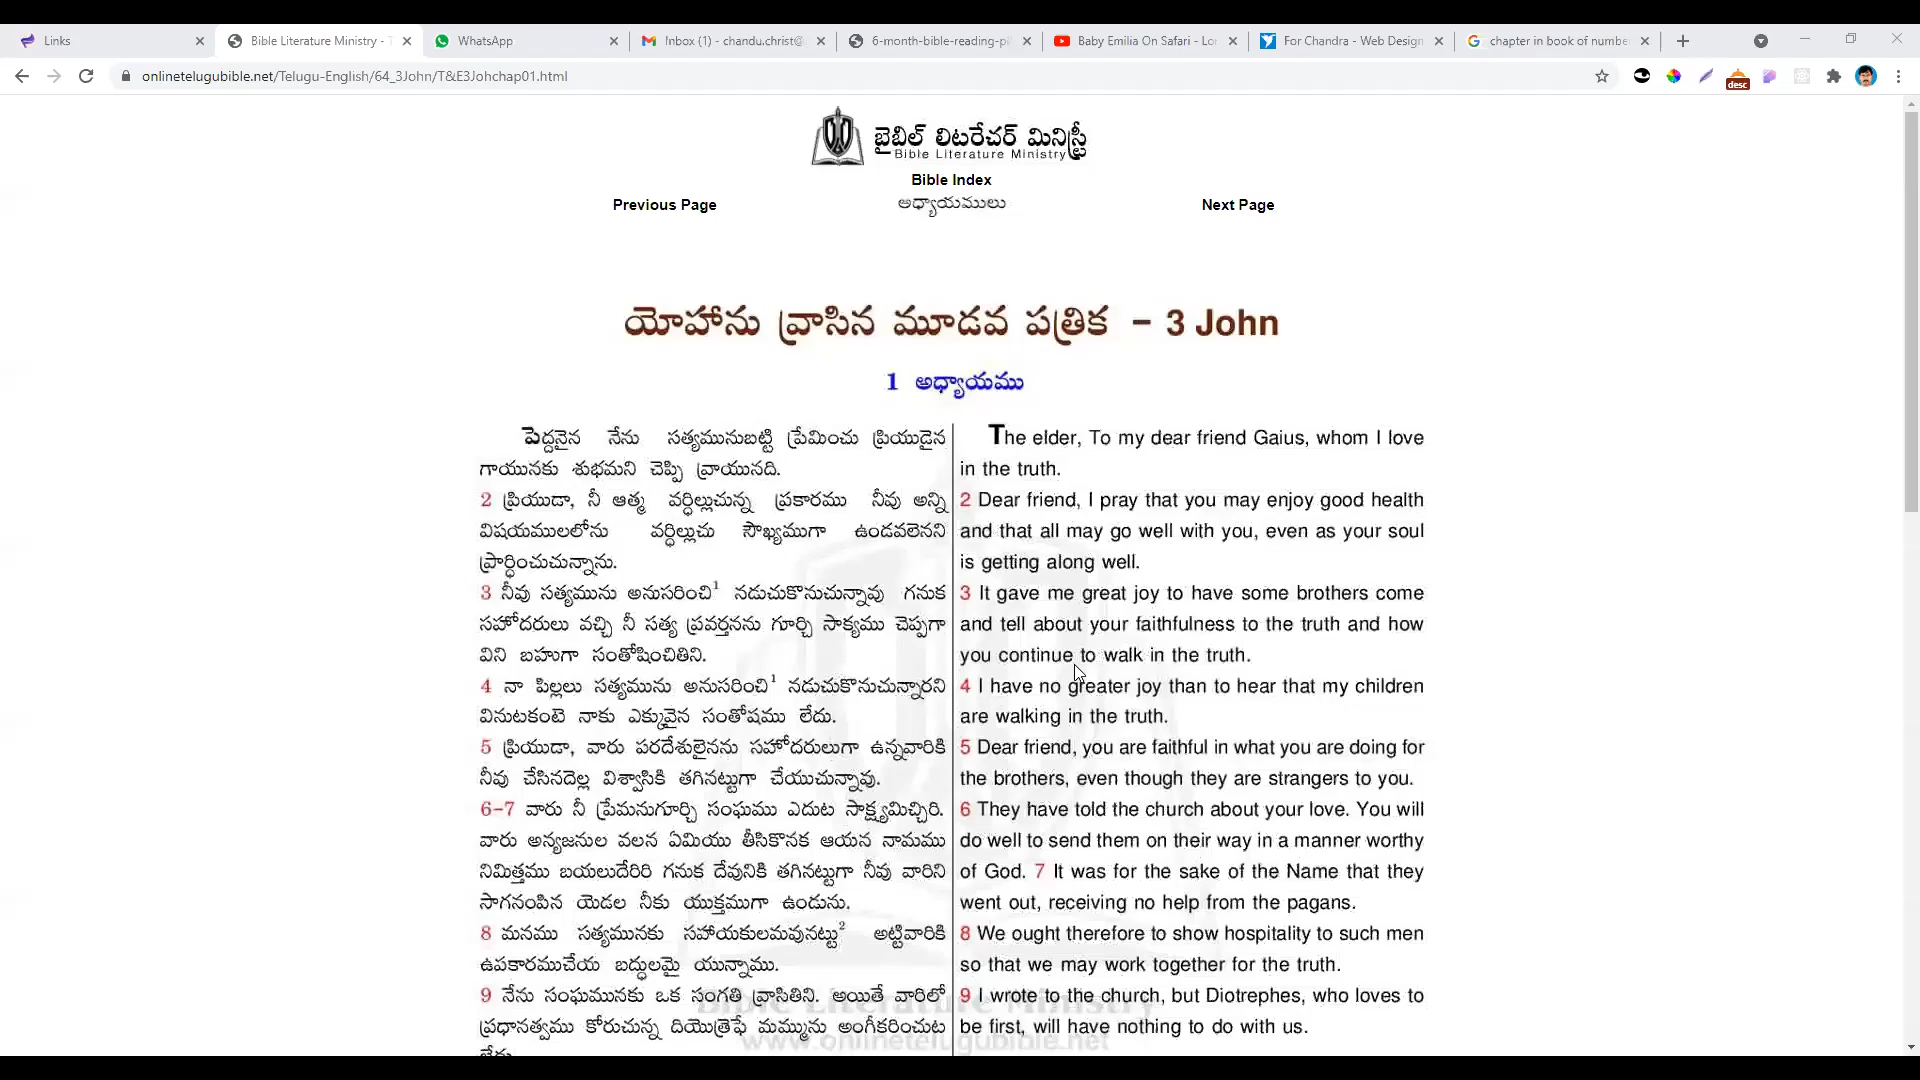 Links
Bible Literature Ministry - T
WhatsApp
Inbox (1) - chandu.christ@
6-month-bible-reading-pl
Baby Emilia On Safari - Lo
For Chandra - Web Design
chapter in book of numbe
onlinetelugubible.net/Telugu-English/64_3John/T&E3Johchap01.html
desc
బైబిల్ లిటరేచర్ మినిస్ట్రీ
Bible Literature Ministry
Bible Index
Previous Page
అధ్యాయములు
Next Page
యోహాను వ్రాసిన మూడవ పత్రిక - 3 John
1 అధ్యాయము
పెద్దనైన నేను సత్యమునుబట్టి ప్రేమించు ప్రియుడైన
గాయునకు శుభమని చెప్పి వ్రాయునది.
2 ప్రియుడా, నీ ఆత్మ వర్ధిల్లుచున్న ప్రకారము నీవు అన్ని
విషయములలోను వర్ధిల్లుచు సౌఖ్యముగా ఉండవలెనని
ప్రార్థించుచున్నాను.
3 నీవు సత్యమును అనుసరించి¹ నడుచుకొనుచున్నావు గనుక
సహోదరులు వచ్చి నీ సత్య ప్రవర్తనను గూర్చి సాక్యము చెప్పగా
విని బహుగా సంతోషించితిని.
4 నా పిల్లలు సత్యమును అనుసరించి¹ నడుచుకొనుచున్నారని
వినుటకంటె నాకు ఎక్కువైన సంతోషము లేదు.
5 ప్రియుడా, వారు పరదేశులైనను సహోదరులుగా ఉన్నవారికి
నీవు చేసినదెల్ల విశ్వాసికి తగినట్టుగా చేయుచున్నావు.
6-7 వారు నీ ప్రేమనుగూర్చి సంఘము ఎదుట సాక్ష్యమిచ్చిరి.
వారు అన్యజనుల వలన ఏమియు తీసికొనక ఆయన నామము
నిమిత్తము బయలుదేరిరి గనుక దేవునికి తగినట్టుగా నీవు వారిని
సాగనంపిన యెడల నీకు యుక్తముగా ఉండును.
8 మనము సత్యమునకు సహాయకులమవునట్టు² అట్టివారికి
ఉపకారముచేయ బద్ధులమై యున్నాము.
9 నేను సంఘమునకు ఒక సంగతి వ్రాసితిని. అయితే వారిలో
ప్రధానత్వము కోరుచున్న దియొత్రెఫే మమ్మును అంగీకరించుట
The elder, To my dear friend Gaius, whom I love
in the truth.
2 Dear friend, I pray that you may enjoy good health
and that all may go well with you, even as your soul
is getting along well.
3 It gave me great joy to have some brothers come
and tell about your faithfulness to the truth and how
you continue to walk in the truth.
4 I have no greater joy than to hear that my children
are walking in the truth.
5 Dear friend, you are faithful in what you are doing for
the brothers, even though they are strangers to you.
6 They have told the church about your love. You will
do well to send them on their way in a manner worthy
of God. 7 It was for the sake of the Name that they
went out, receiving no help from the pagans.
8 We ought therefore to show hospitality to such men
so that we may work together for the truth.
9 I wrote to the church, but Diotrephes, who loves to
be first, will have nothing to do with us.
Bible Literature Ministry
www.onlinetelugubible.net